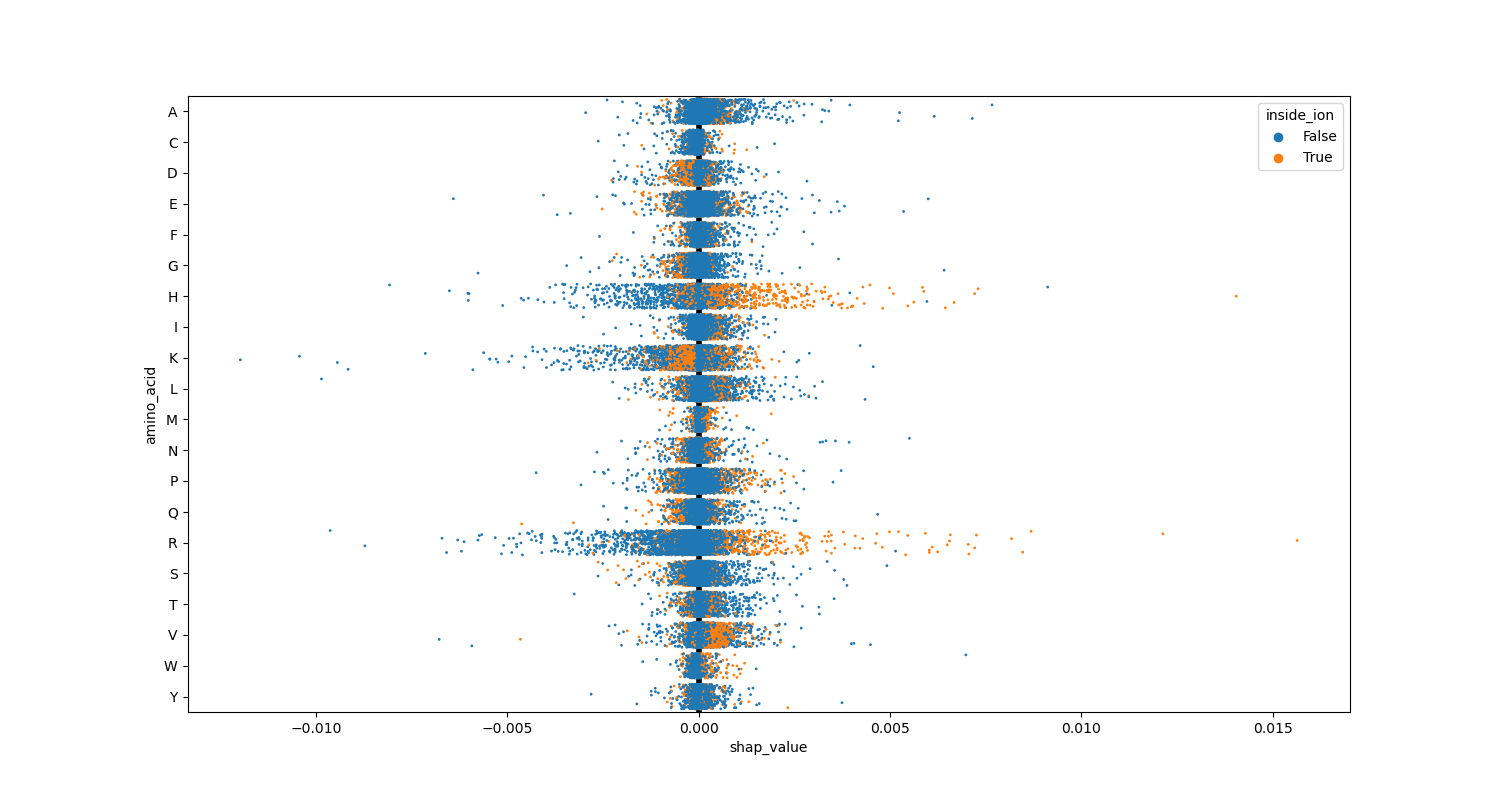 inside_ion
False
True
amino_acid
A
C
D
E
F
G
H
I
K
L
M
N
P
Q
R
S
T
V
W
Y
−0.010
−0.005
0.000
0.005
0.010
0.015
shap_value